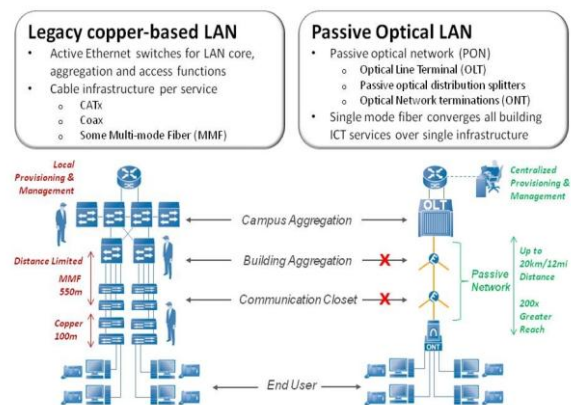 Legacy copper-based LAN
• Active Ethernet switches for LAN core,
aggregation and access functions
• Cable infrastructure per service
o CATx
o Coax
o Some Multi-mode Fiber (MMF)
Passive Optical LAN
• Passive optical network (PON)
o Optical Line Terminal (OLT)
o Passive optical distribution splitters
o Optical Network terminations (ONT)
• Single mode fiber converges all building
ICT services over single infrastructure
Local
Provisioning &
Management
Centralized
Provisioning &
Management
OLT
Campus Aggregation
Distance Limited
MMF
550m
Building Aggregation
X
Up to
20km/12mi
Distance
Passive
Network
Communication Closet
X
200x
Greater
Reach
Copper
100m
ONT
End User